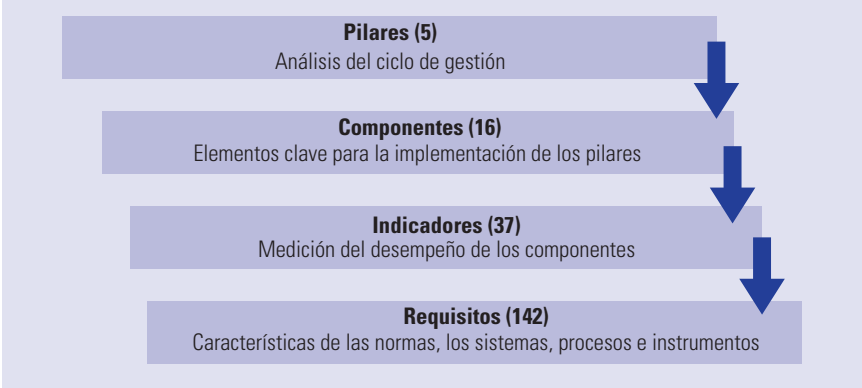 Pilares (5)
Análisis del ciclo de gestión
Componentes (16)
Elementos clave para la implementación de los pilares
Indicadores (37)
Medición del desempeño de los componentes
Requisitos (142)
Características de las normas, los sistemas, procesos e instrumentos